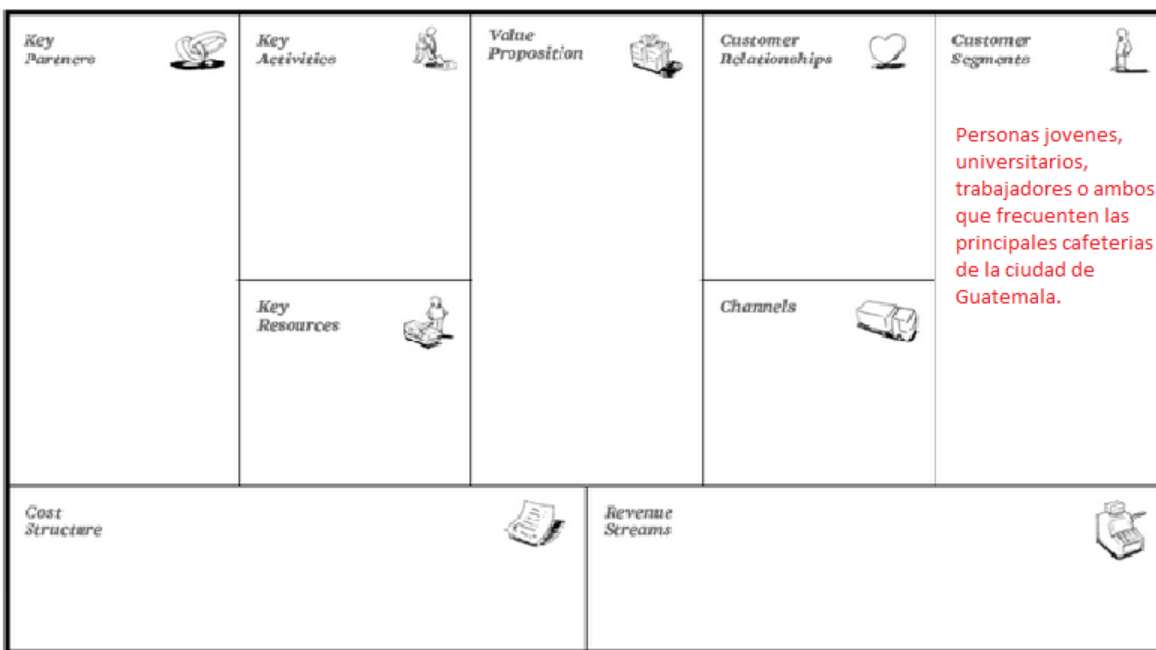 Key
Partners
Key
Activities
Value
Proposition
Customer
Relationships
Customer
Segments
Personas jovenes,
universitarios,
trabajadores o ambos
que frecuenten las
principales cafeterias
de la ciudad de
Guatemala.
Key
Resources
Channels
Cost
Structure
Revenue
Streams